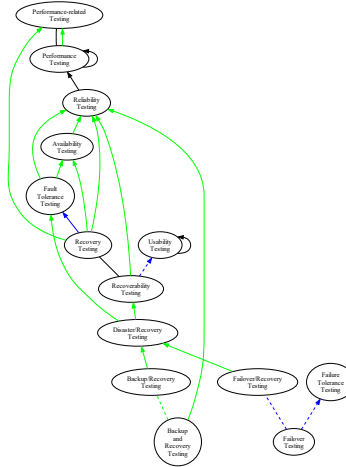 Performance-related
Testing
Performance
Testing
Reliability
Testing
Availability
Testing
Fault
Tolerance
Testing
Recovery
Testing
Usability
Testing
Recoverability
Testing
Disaster/Recovery
Testing
Backup/Recovery
Testing
Failover/Recovery
Testing
Failure
Tolerance
Testing
Backup
and
Recovery
Testing
Failover
Testing